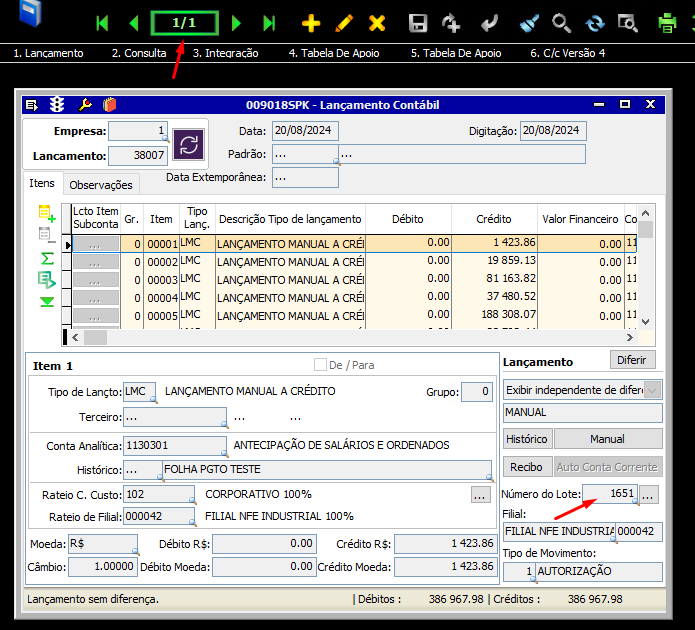 1/1
1. Lançamento 2. Consulta 3. Integração 4. Tabela De Apoio 5. Tabela De Apoio 6. C/c Versão 4
009018SPK - Lançamento Contábil
Empresa: 1 Data: 20/08/2024 Digitação: 20/08/2024
Lancamento: 38007 Padrão: ... ...
Data Extemporânea: ...
Itens Observações
Lcto Item Subconta Gr. Item Tipo Lanç. Descrição Tipo de lançamento Débito Crédito Valor Financeiro Co
... 0 00001 LMC LANÇAMENTO MANUAL A CRÉI 0.00 1 423.86 0.00 11
... 0 00002 LMC LANÇAMENTO MANUAL A CRÉI 0.00 19 859.13 0.00 11
... 0 00003 LMC LANÇAMENTO MANUAL A CRÉI 0.00 81 163.82 0.00 11
... 0 00004 LMC LANÇAMENTO MANUAL A CRÉI 0.00 37 480.52 0.00 11
... 0 00005 LMC LANÇAMENTO MANUAL A CRÉI 0.00 188 308.07 0.00 11
Item 1 De / Para
Tipo de Lançto: LMC LANÇAMENTO MANUAL A CRÉDITO Grupo: 0
Terceiro: ... ... ...
Conta Analítica: 1130301 ANTECIPAÇÃO DE SALÁRIOS E ORDENADOS
Histórico: ... FOLHA PGTO TESTE
Rateio C. Custo: 102 CORPORATIVO 100% ...
Rateio de Filial: 000042 FILIAL NFE INDUSTRIAL 100%
Moeda: R$ Débito R$: 0.00 Crédito R$: 1 423.86
Câmbio: 1.00000 Débito Moeda: 0.00 Crédito Moeda: 1 423.86
Lançamento Diferir
Exibir independente de difere
MANUAL
Histórico Manual
Recibo Auto Conta Corrente
Número do Lote: 1651 ...
Filial:
FILIAL NFE INDUSTRIA 000042
Tipo de Movimento:
1 AUTORIZAÇÃO
Lançamento sem diferença. | Débitos : 386 967.98 | Créditos : 386 967.98